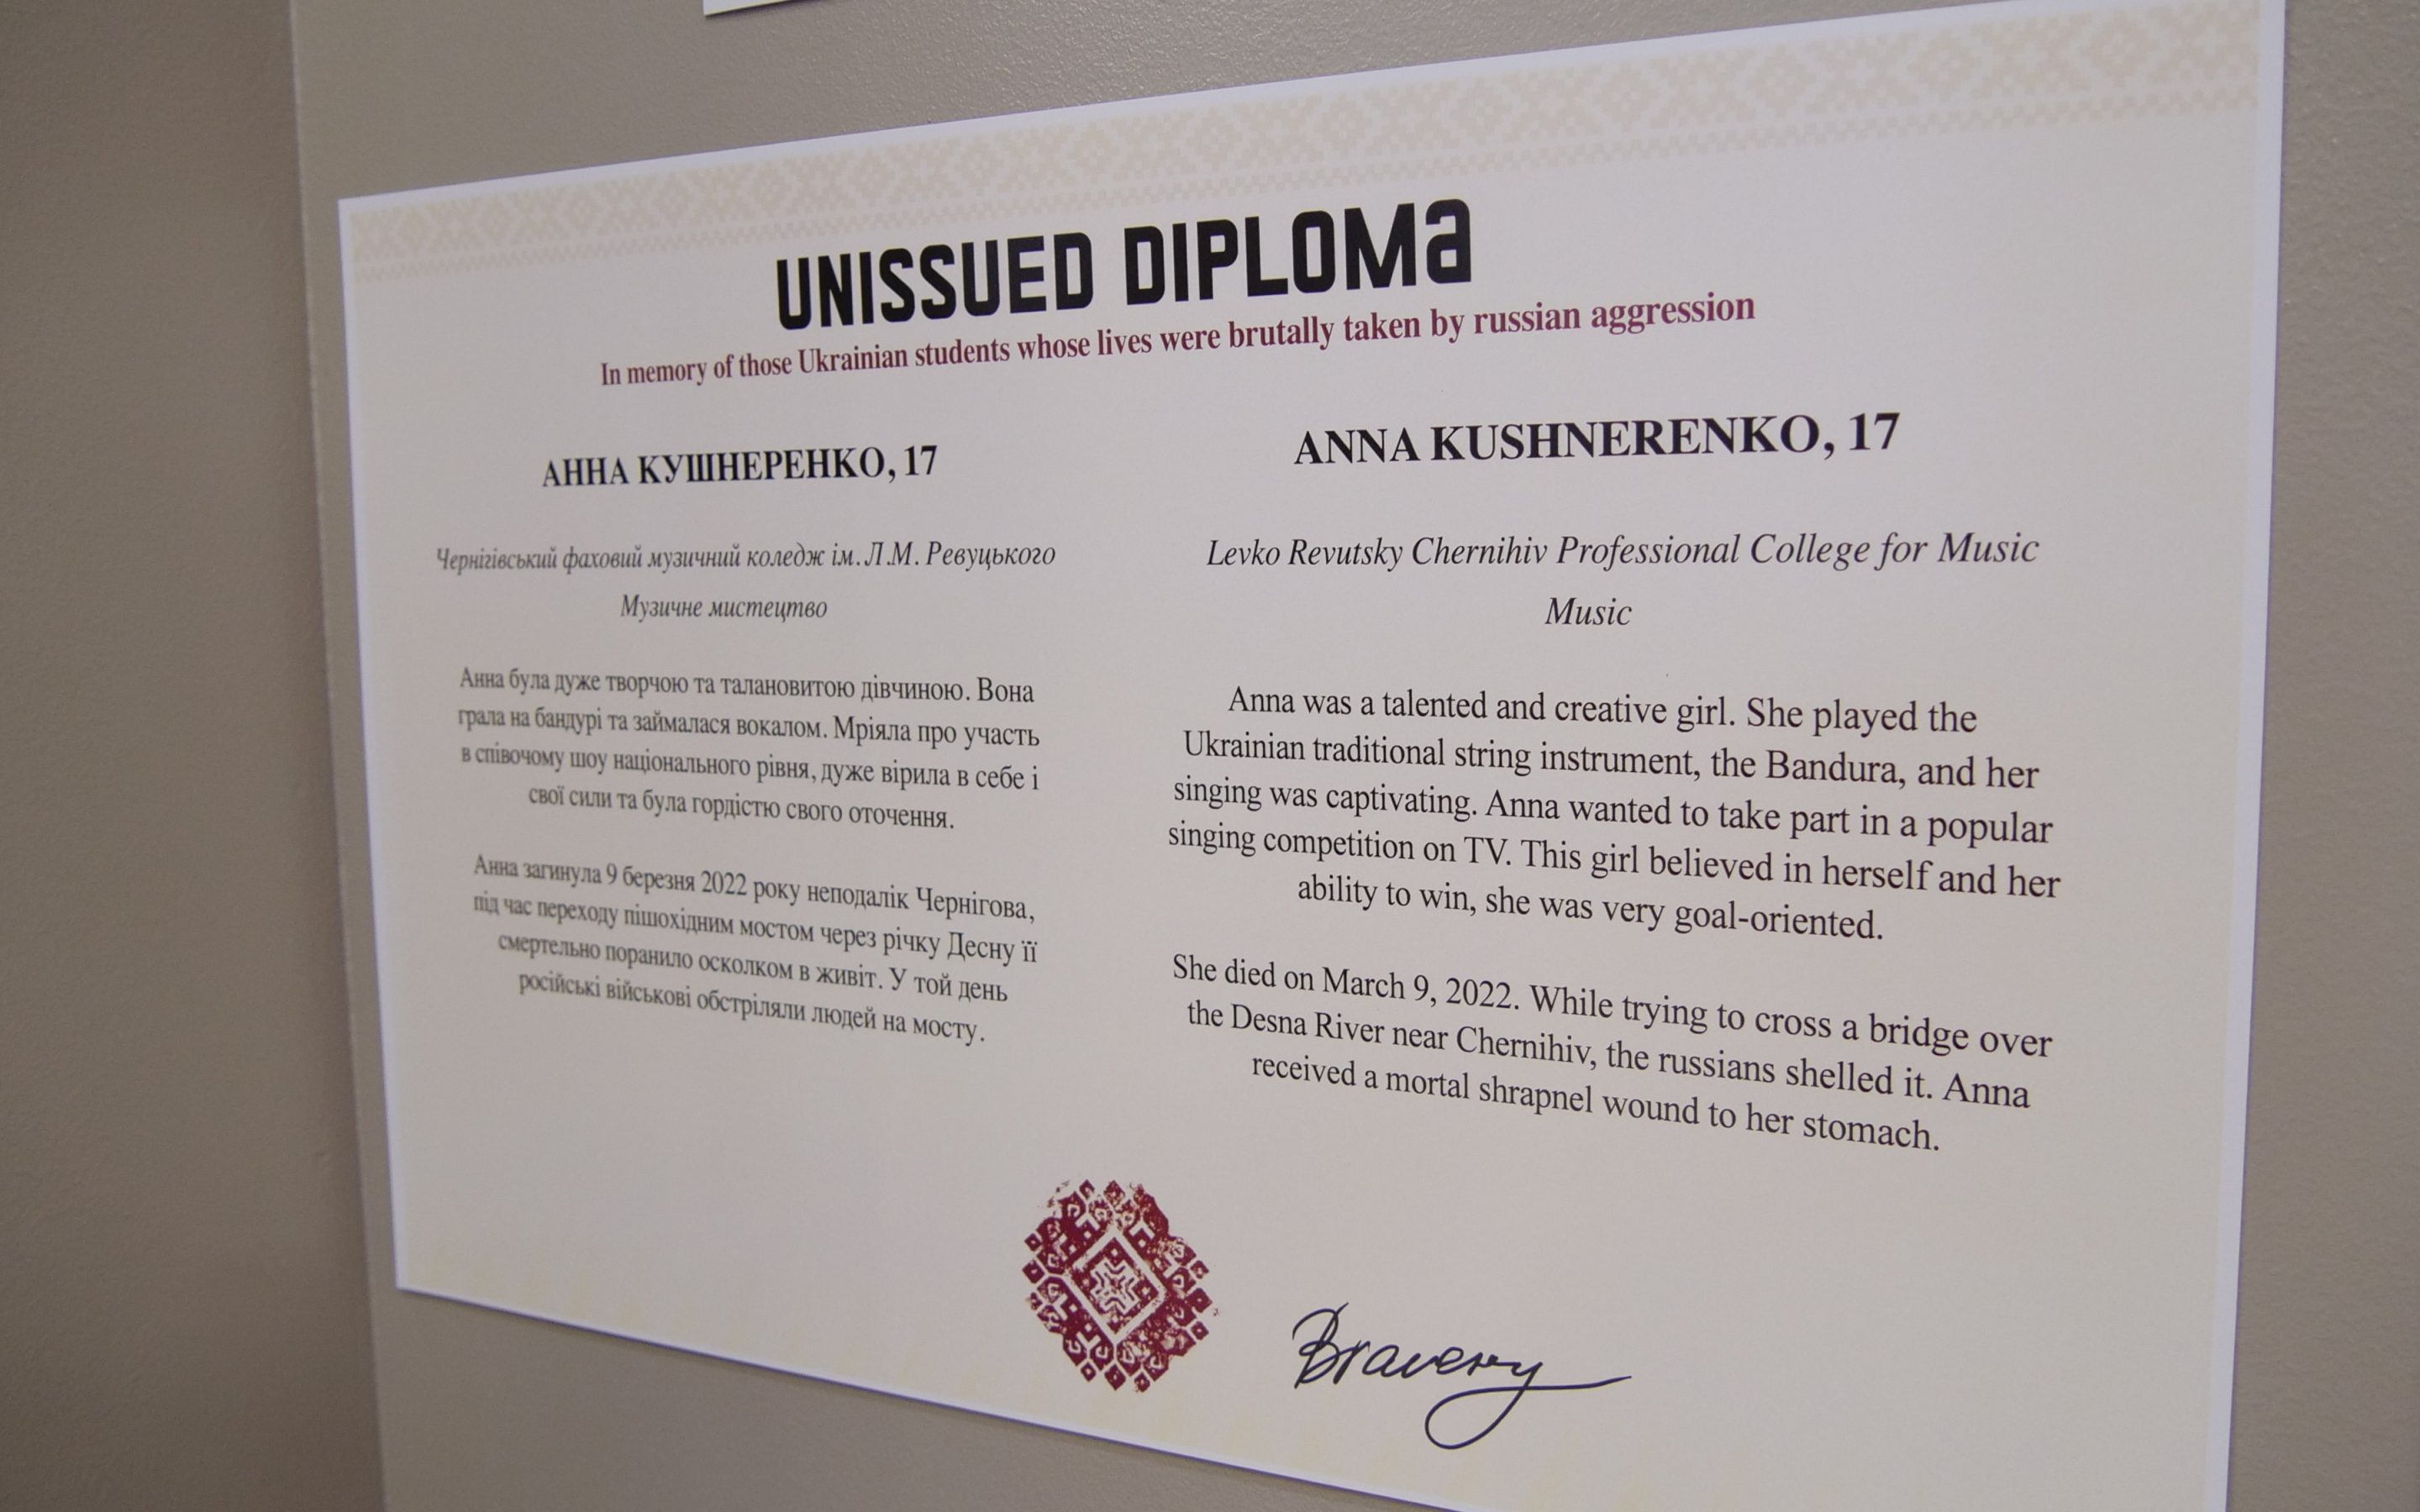 UNISSUED DIPLOMa
In memory of those Ukrainian students whose lives were brutally taken by russian aggression
АННА КУШНЕРЕНКО, 17
Чернігівський фаховий музичний коледж ім. Л.М. Ревуцького
Музичне мистецтво
Анна була дуже творчою та талановитою дівчиною. Вона
грала на бандурі та займалася вокалом. Мріяла про участь
в співочому шоу національного рівня, дуже вірила в себе і
свої сили та була гордістю свого оточення.
Анна загинула 9 березня 2022 року неподалік Чернігова,
під час переходу пішохідним мостом через річку Десну її
смертельно поранило осколком в живіт. У той день
російські військові обстріляли людей на мосту.
ANNA KUSHNERENKO, 17
Levko Revutsky Chernihiv Professional College for Music
Music
Anna was a talented and creative girl. She played the
Ukrainian traditional string instrument, the Bandura, and her
singing was captivating. Anna wanted to take part in a popular
singing competition on TV. This girl believed in herself and her
ability to win, she was very goal-oriented.
She died on March 9, 2022. While trying to cross a bridge over
the Desna River near Chernihiv, the russians shelled it. Anna
received a mortal shrapnel wound to her stomach.
Bravery